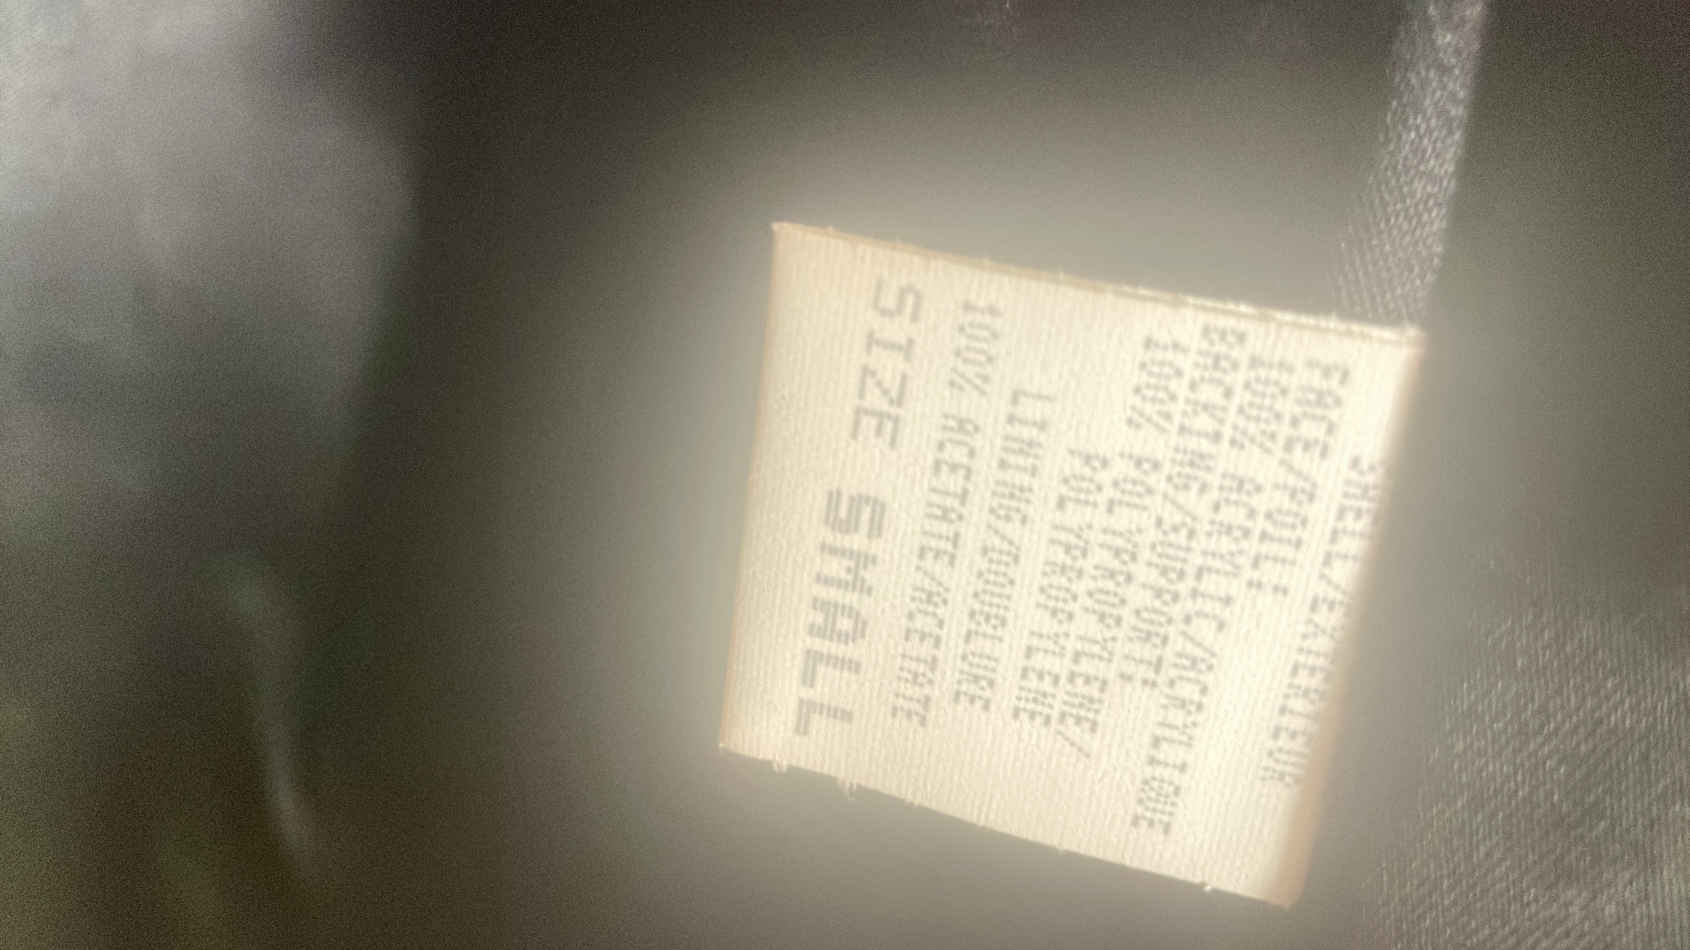 SHELL/EXTERIEUR
FACE/POIL:
100% ACRYLIC/ACRYLIQUE
BACKING/SUPPORT:
100% POLYPROPYLENE/
POLYPROPYLENE
LINING/DOUBLURE
100% ACETATE/ACETATE
SIZE SMALL